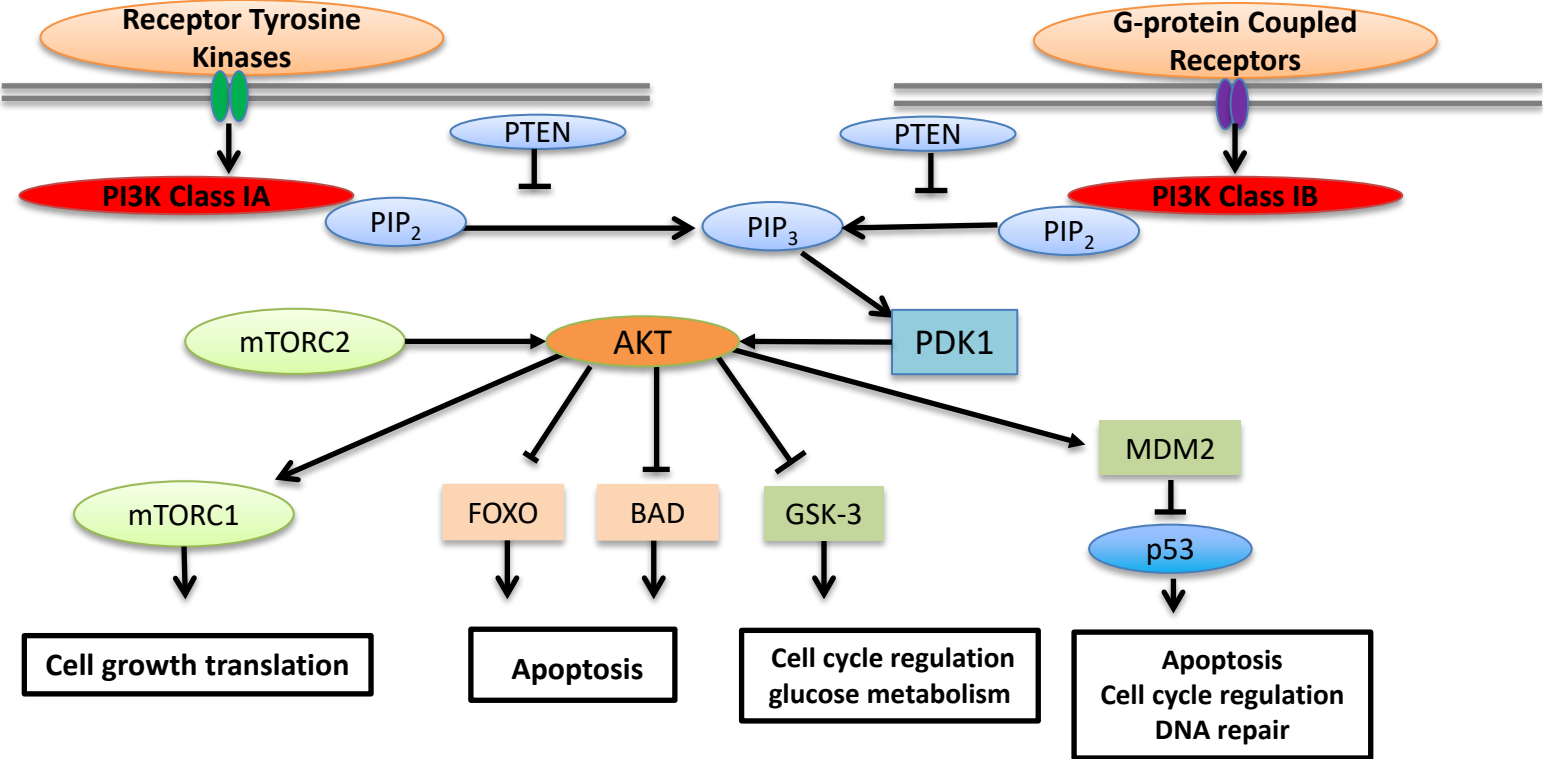 Receptor Tyrosine
Kinases
G-protein Coupled
Receptors
PTEN
PTEN
PI3K Class IA
PI3K Class IB
PIP2
PIP3
PIP2
mTORC2
AKT
PDK1
MDM2
mTORC1
FOXO
BAD
GSK-3
p53
Cell growth translation
Apoptosis
Cell cycle regulation
glucose metabolism
Apoptosis
Cell cycle regulation
DNA repair